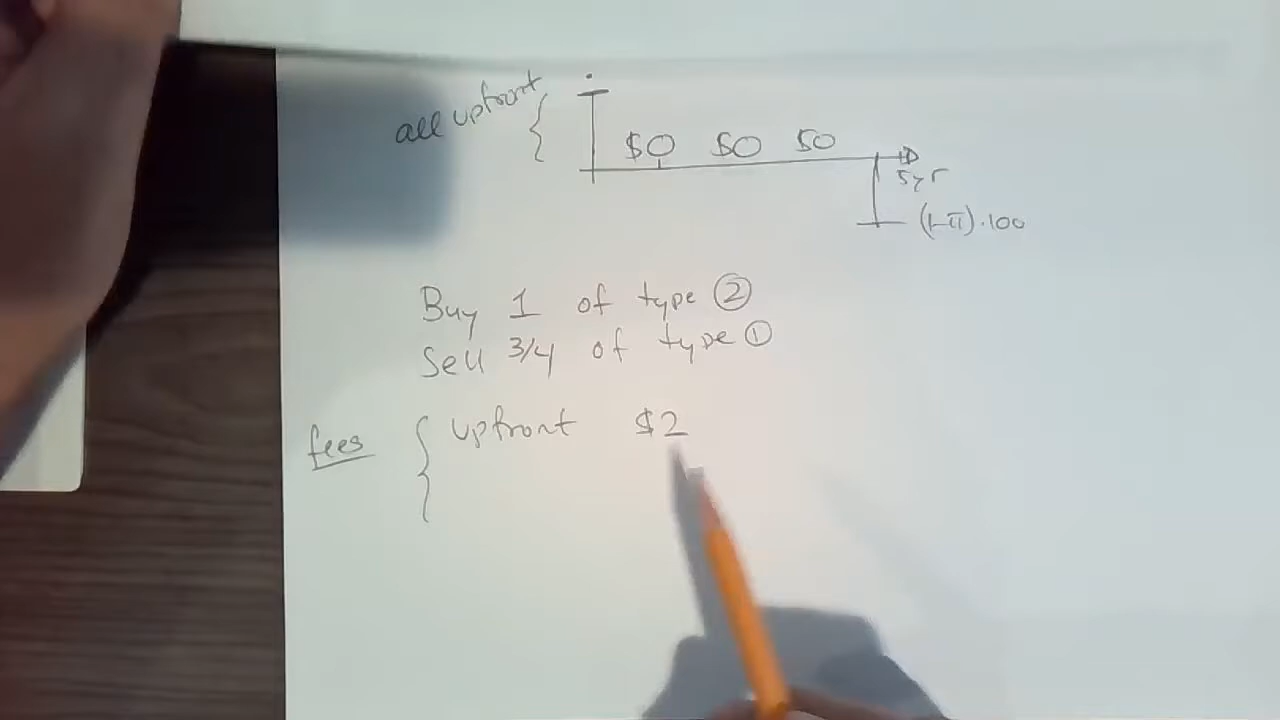 all upfront {
$0 $0 $0
5yr
(1-π)·100
Buy 1 of type ②
Sell 3/4 of type ①
fees { upfront $2